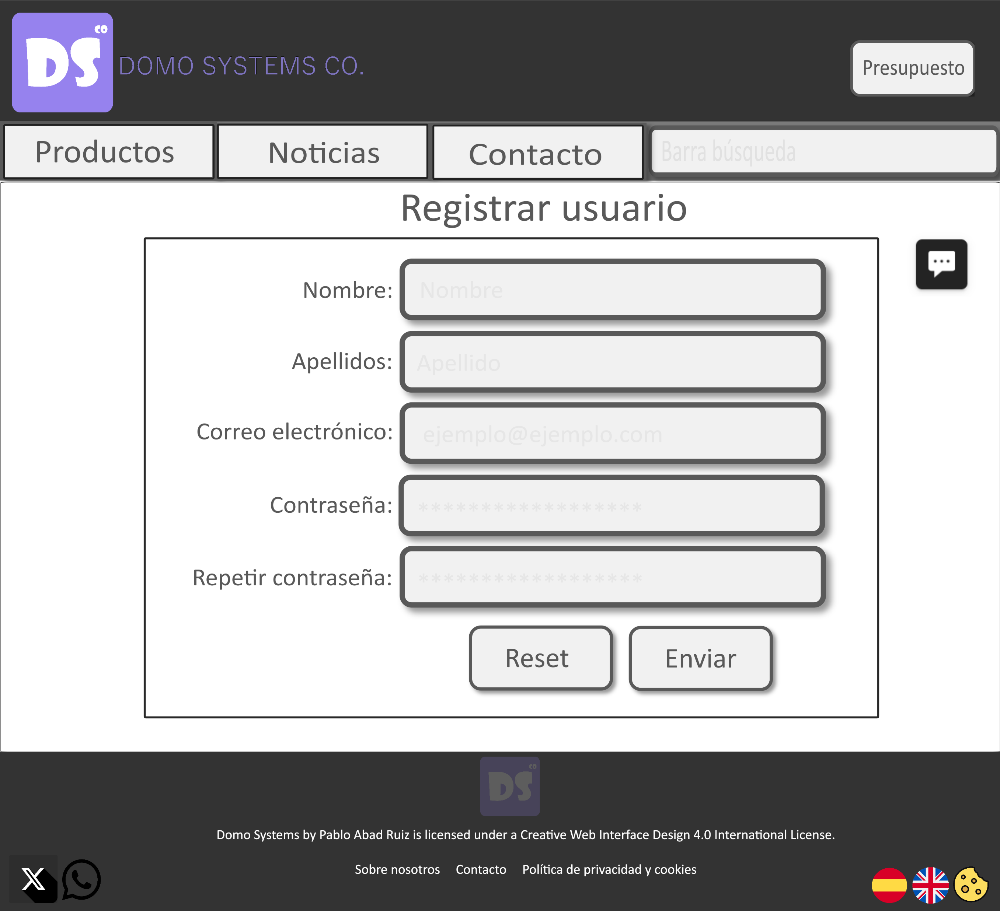 DS co
DOMO SYSTEMS CO.
Presupuesto
Productos
Noticias
Contacto
Barra búsqueda
Registrar usuario
Nombre:
Nombre
Apellidos:
Apellido
Correo electrónico:
ejemplo@ejemplo.com
Contraseña:
******************
Repetir contraseña:
******************
Reset
Enviar
DS co
Domo Systems by Pablo Abad Ruiz is licensed under a Creative Web Interface Design 4.0 International License.
Sobre nosotros Contacto Política de privacidad y cookies